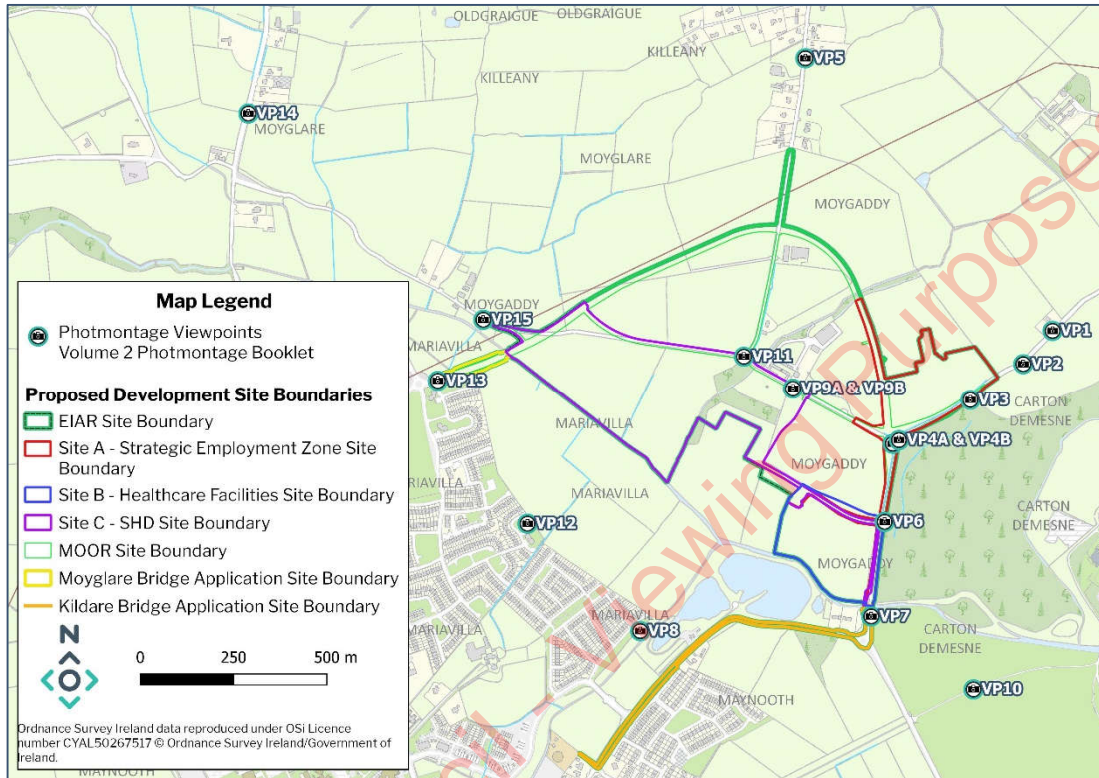 OLDGRAIGUE
OLDGRAIGUE
KILLEANY
KILLEANY
VP5
VP14
MOYGLARE
MOYGLARE
MOYGADDY
Map Legend
Photmontage Viewpoints
Volume 2 Photmontage Booklet
Proposed Development Site Boundaries
EIAR Site Boundary
Site A - Strategic Employment Zone Site
Boundary
Site B - Healthcare Facilities Site Boundary
Site C - SHD Site Boundary
MOOR Site Boundary
Moyglare Bridge Application Site Boundary
Kildare Bridge Application Site Boundary
N
0 250 500 m
Ordnance Survey Ireland data reproduced under OSi Licence
number CYAL50267517 © Ordnance Survey Ireland/Government of
Ireland.
MOYGADDY
VP15
MARIAVILLA
VP13
VP11
VP1
VP2
VP9A & VP9B
VP3
CARTON
DEMESNE
MARIAVILLA
VP4A & VP4B
MOYGADDY
MARIAVILLA
MARIAVILLA
CARTON
DEMESNE
VP12
VP6
MOYGADDY
MARIAVILLA
MARIAVILLA
VP8
VP7
CARTON
DEMESNE
MAYNOOTH
VP10
MAYNOOTH
Viewing Purposes